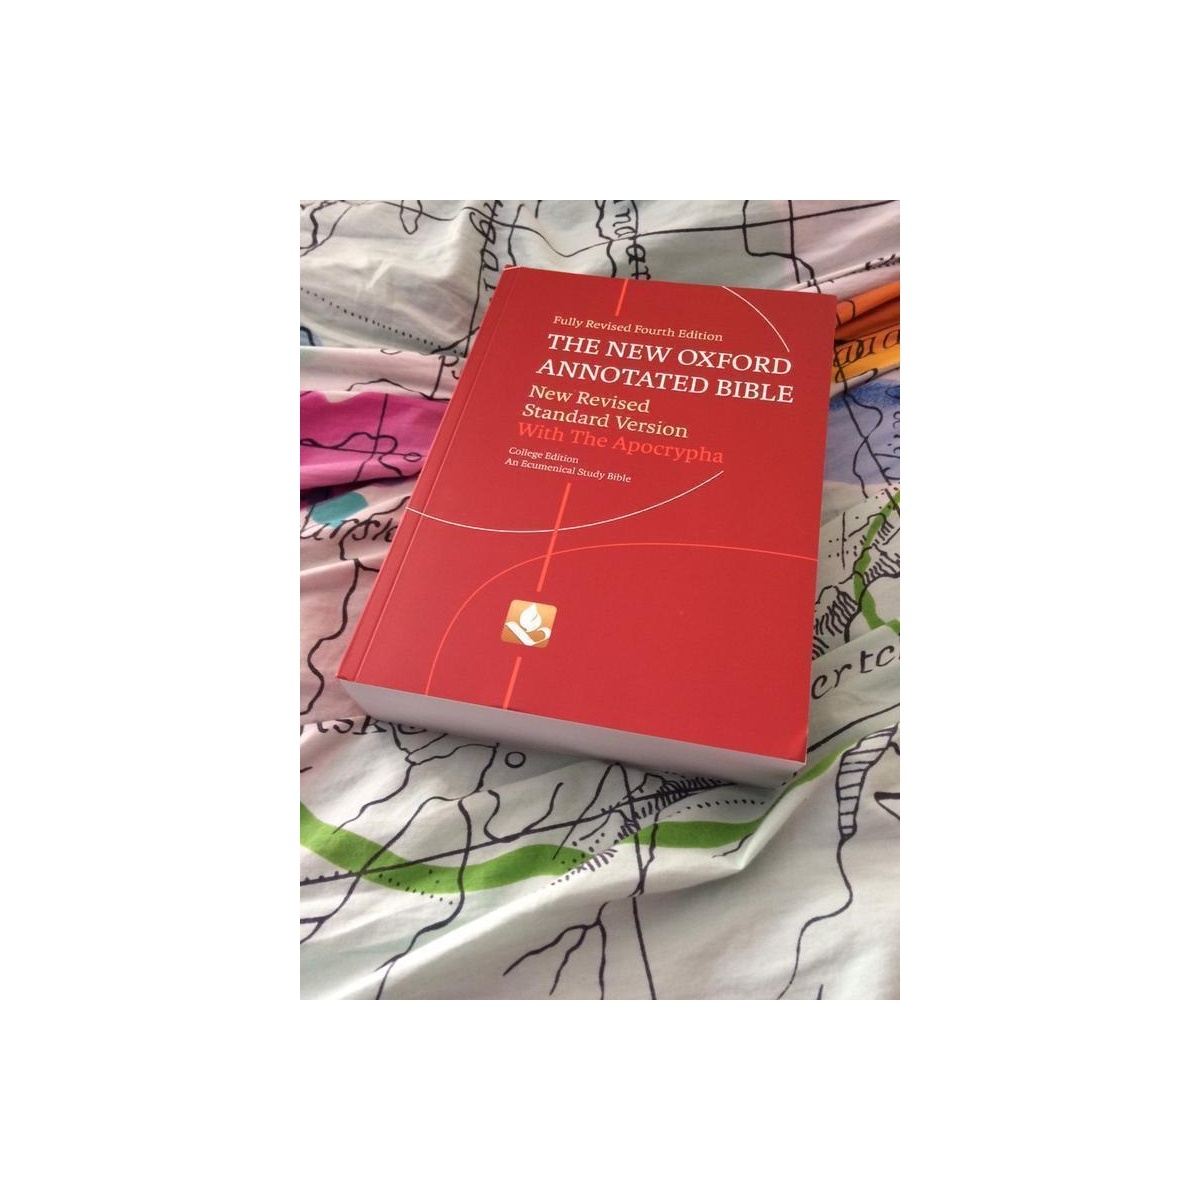 Fully Revised Fourth Edition
THE NEW OXFORD
ANNOTATED BIBLE
New Revised
Standard Version
With The Apocrypha
College Edition
An Ecumenical Study Bible